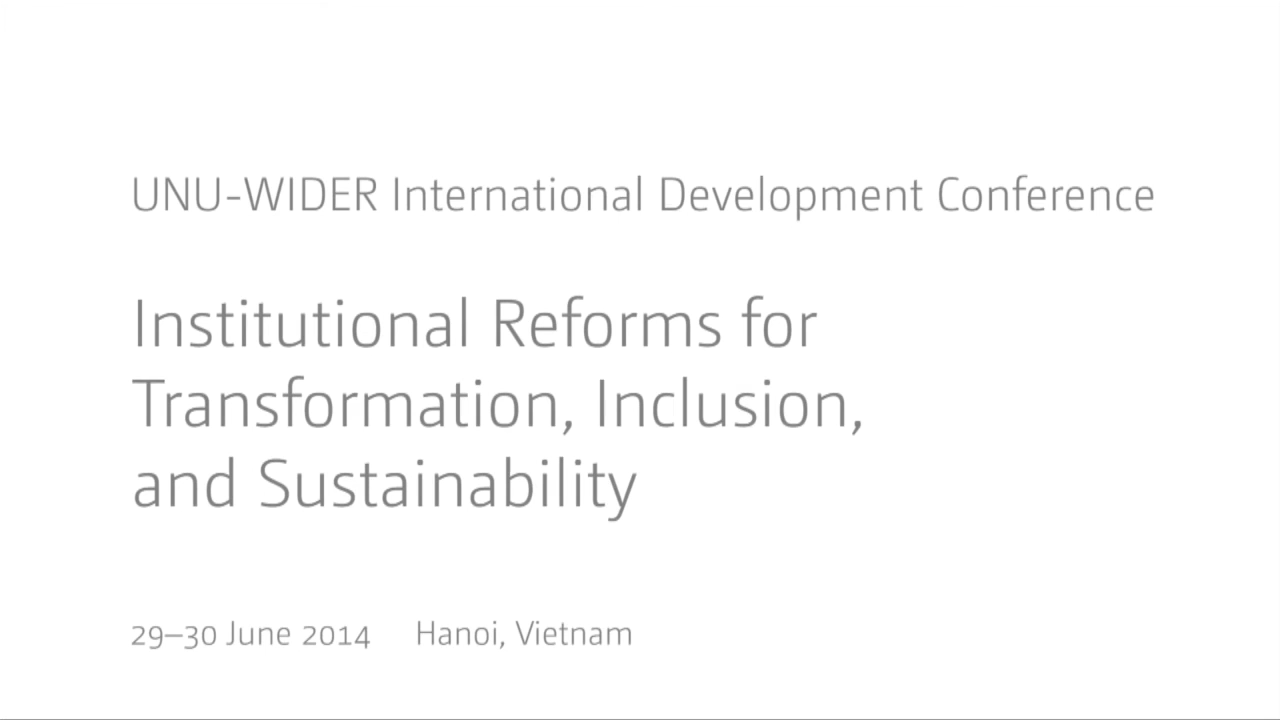 UNU-WIDER International Development Conference
Institutional Reforms for
Transformation, Inclusion,
and Sustainability
29–30 June 2014 Hanoi, Vietnam